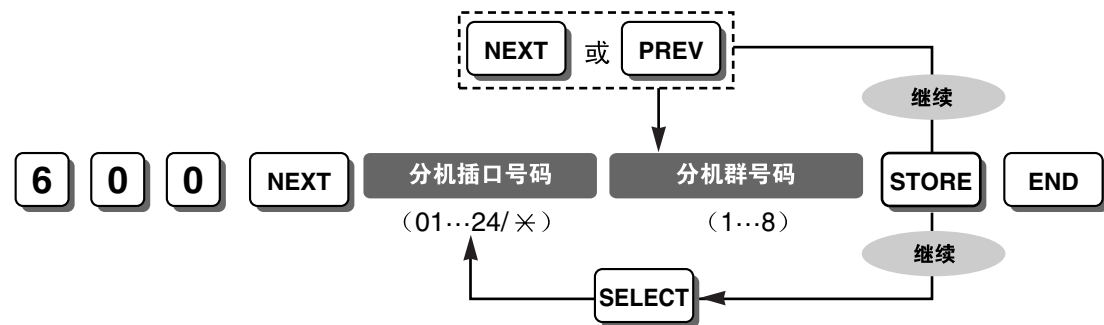 NEXT 或 PREV
继续
6 0 0 NEXT 分机插口号码 分机群号码 STORE END
(01⋯24/✳) (1⋯8)
继续
SELECT